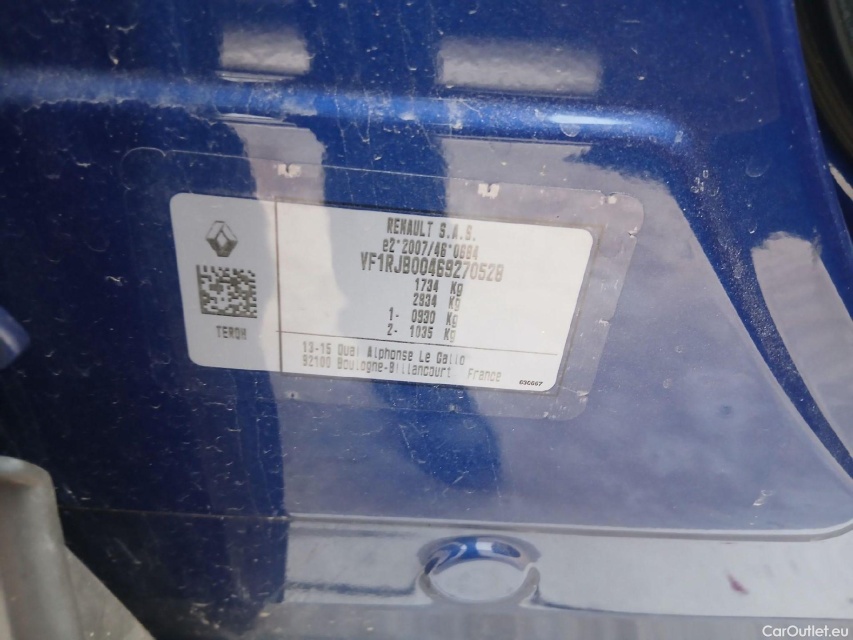 RENAULT S.A.S.
e2*2007/46*0684
VF1RJB00469270528
1734 Kg
2834 Kg
1- 0930 Kg
2- 1035 Kg
TERQH
13-15 Quai Alphonse Le Gallo
92100 Boulogne-Billancourt France
CarOutlet.eu